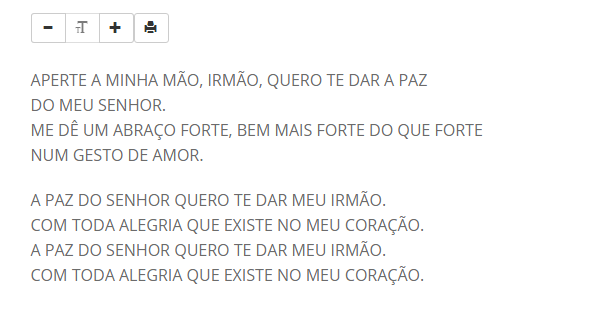 APERTE A MINHA MÃO, IRMÃO, QUERO TE DAR A PAZ
DO MEU SENHOR.
ME DÊ UM ABRAÇO FORTE, BEM MAIS FORTE DO QUE FORTE
NUM GESTO DE AMOR.
A PAZ DO SENHOR QUERO TE DAR MEU IRMÃO.
COM TODA ALEGRIA QUE EXISTE NO MEU CORAÇÃO.
A PAZ DO SENHOR QUERO TE DAR MEU IRMÃO.
COM TODA ALEGRIA QUE EXISTE NO MEU CORAÇÃO.